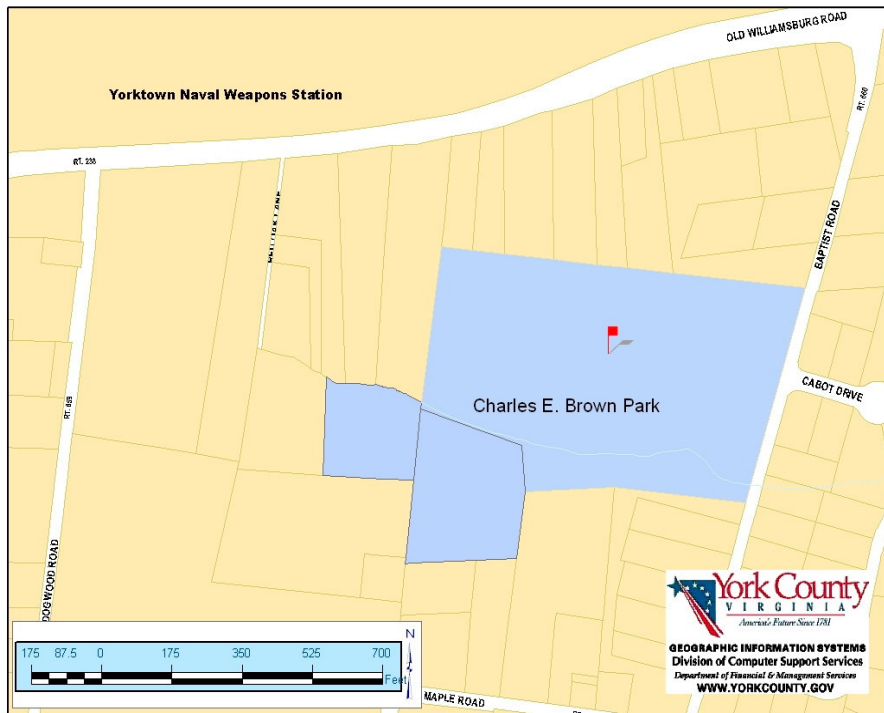 OLD WILLIAMSBURG ROAD
Yorktown Naval Weapons Station
RT. 660
RT. 238
BAPTIST ROAD
CABOT DRIVE
Charles E. Brown Park
RT. 659
DOGWOOD ROAD
York County
VIRGINIA
America's Future Since 1781
GEOGRAPHIC INFORMATION SYSTEMS
Division of Computer Support Services
Department of Financial & Management Services
WWW.YORKCOUNTY.GOV
N
175 87.5 0 175 350 525 700
Feet
MAPLE ROAD